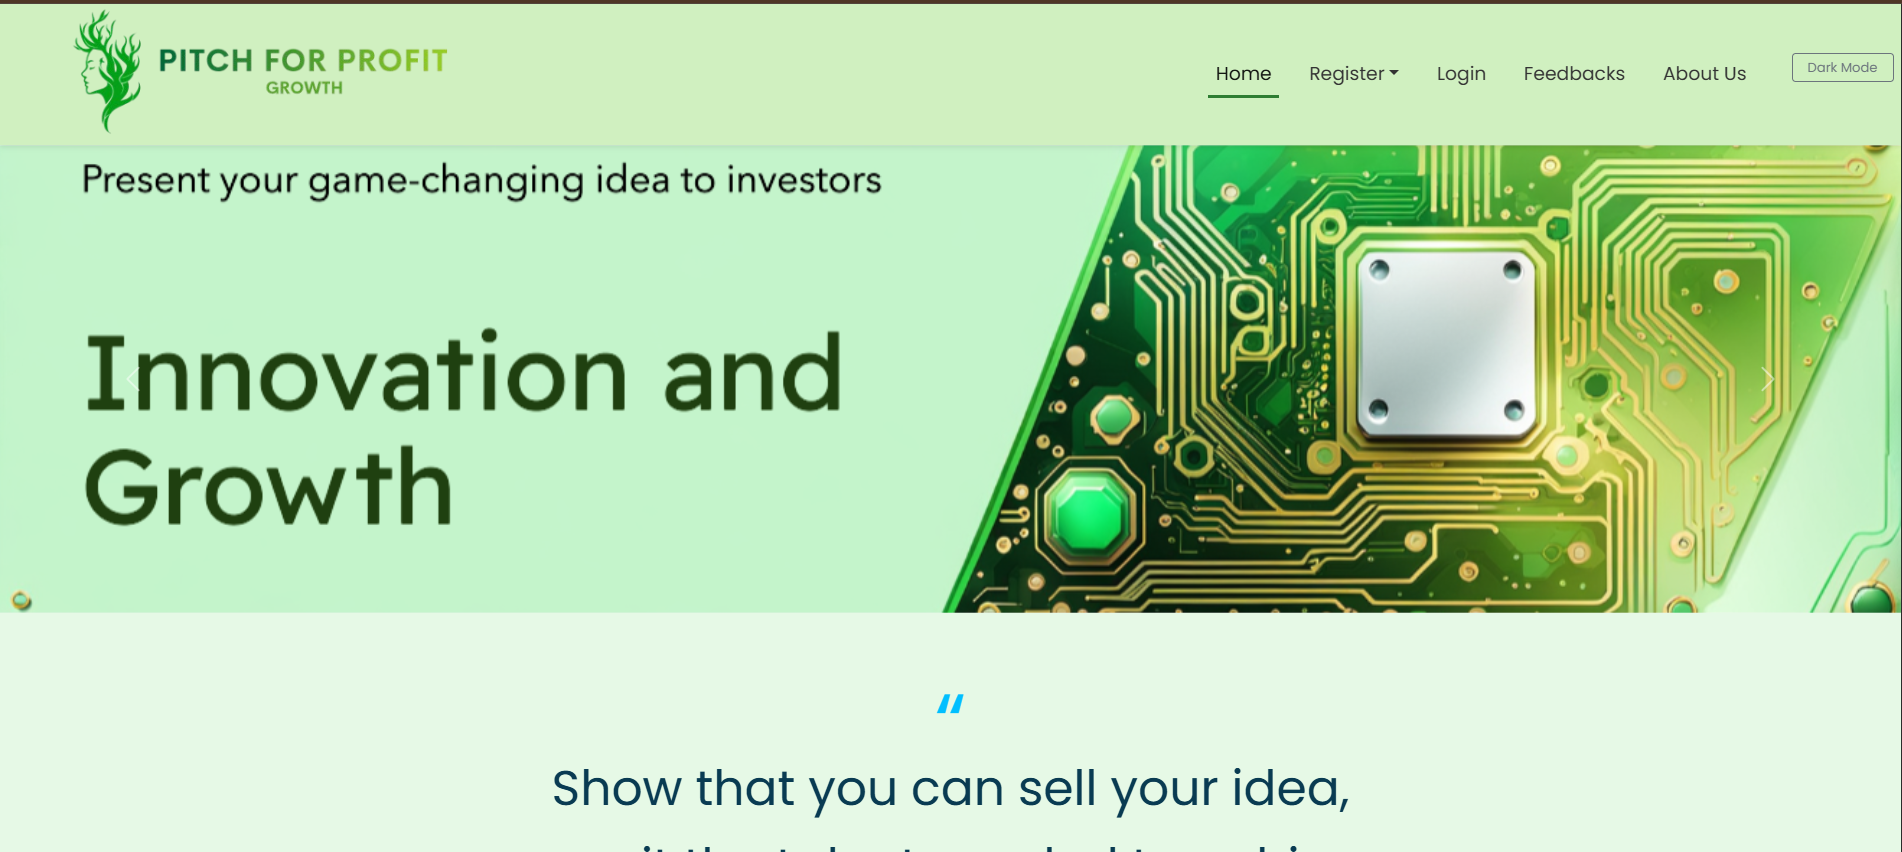 PITCH FOR PROFIT
GROWTH
Home
Register
Login
Feedbacks
About Us
Dark Mode
Present your game-changing idea to investors
Innovation and
Growth
“
Show that you can sell your idea,